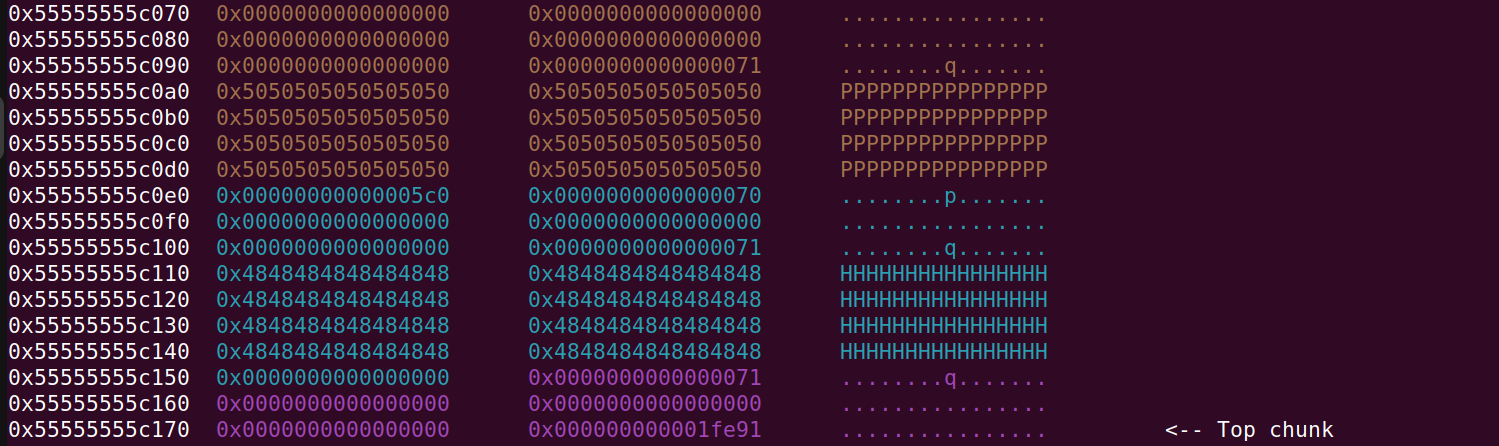 0x55555555c070 0x0000000000000000 0x0000000000000000 ................
0x55555555c080 0x0000000000000000 0x0000000000000000 ................
0x55555555c090 0x0000000000000000 0x0000000000000071 ........q.......
0x55555555c0a0 0x5050505050505050 0x5050505050505050 PPPPPPPPPPPPPPPP
0x55555555c0b0 0x5050505050505050 0x5050505050505050 PPPPPPPPPPPPPPPP
0x55555555c0c0 0x5050505050505050 0x5050505050505050 PPPPPPPPPPPPPPPP
0x55555555c0d0 0x5050505050505050 0x5050505050505050 PPPPPPPPPPPPPPPP
0x55555555c0e0 0x00000000000005c0 0x0000000000000070 ........p.......
0x55555555c0f0 0x0000000000000000 0x0000000000000000 ................
0x55555555c100 0x0000000000000000 0x0000000000000071 ........q.......
0x55555555c110 0x4848484848484848 0x4848484848484848 HHHHHHHHHHHHHHHH
0x55555555c120 0x4848484848484848 0x4848484848484848 HHHHHHHHHHHHHHHH
0x55555555c130 0x4848484848484848 0x4848484848484848 HHHHHHHHHHHHHHHH
0x55555555c140 0x4848484848484848 0x4848484848484848 HHHHHHHHHHHHHHHH
0x55555555c150 0x0000000000000000 0x0000000000000071 ........q.......
0x55555555c160 0x0000000000000000 0x0000000000000000 ................
0x55555555c170 0x0000000000000000 0x000000000001fe91 ................ <-- Top chunk